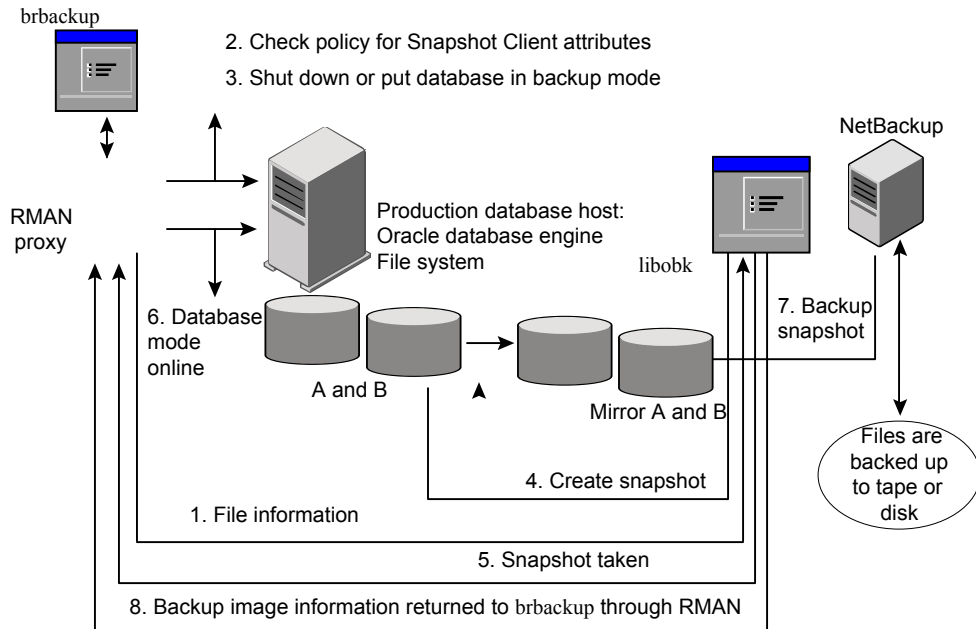 brbackup
2. Check policy for Snapshot Client attributes
3. Shut down or put database in backup mode
NetBackup
RMAN
proxy
Production database host:
Oracle database engine
File system
libobk
6. Database
mode
online
7. Backup
snapshot
A and B
Mirror A and B
4. Create snapshot
Files are
backed up
to tape or
disk
1. File information
5. Snapshot taken
8. Backup image information returned to brbackup through RMAN